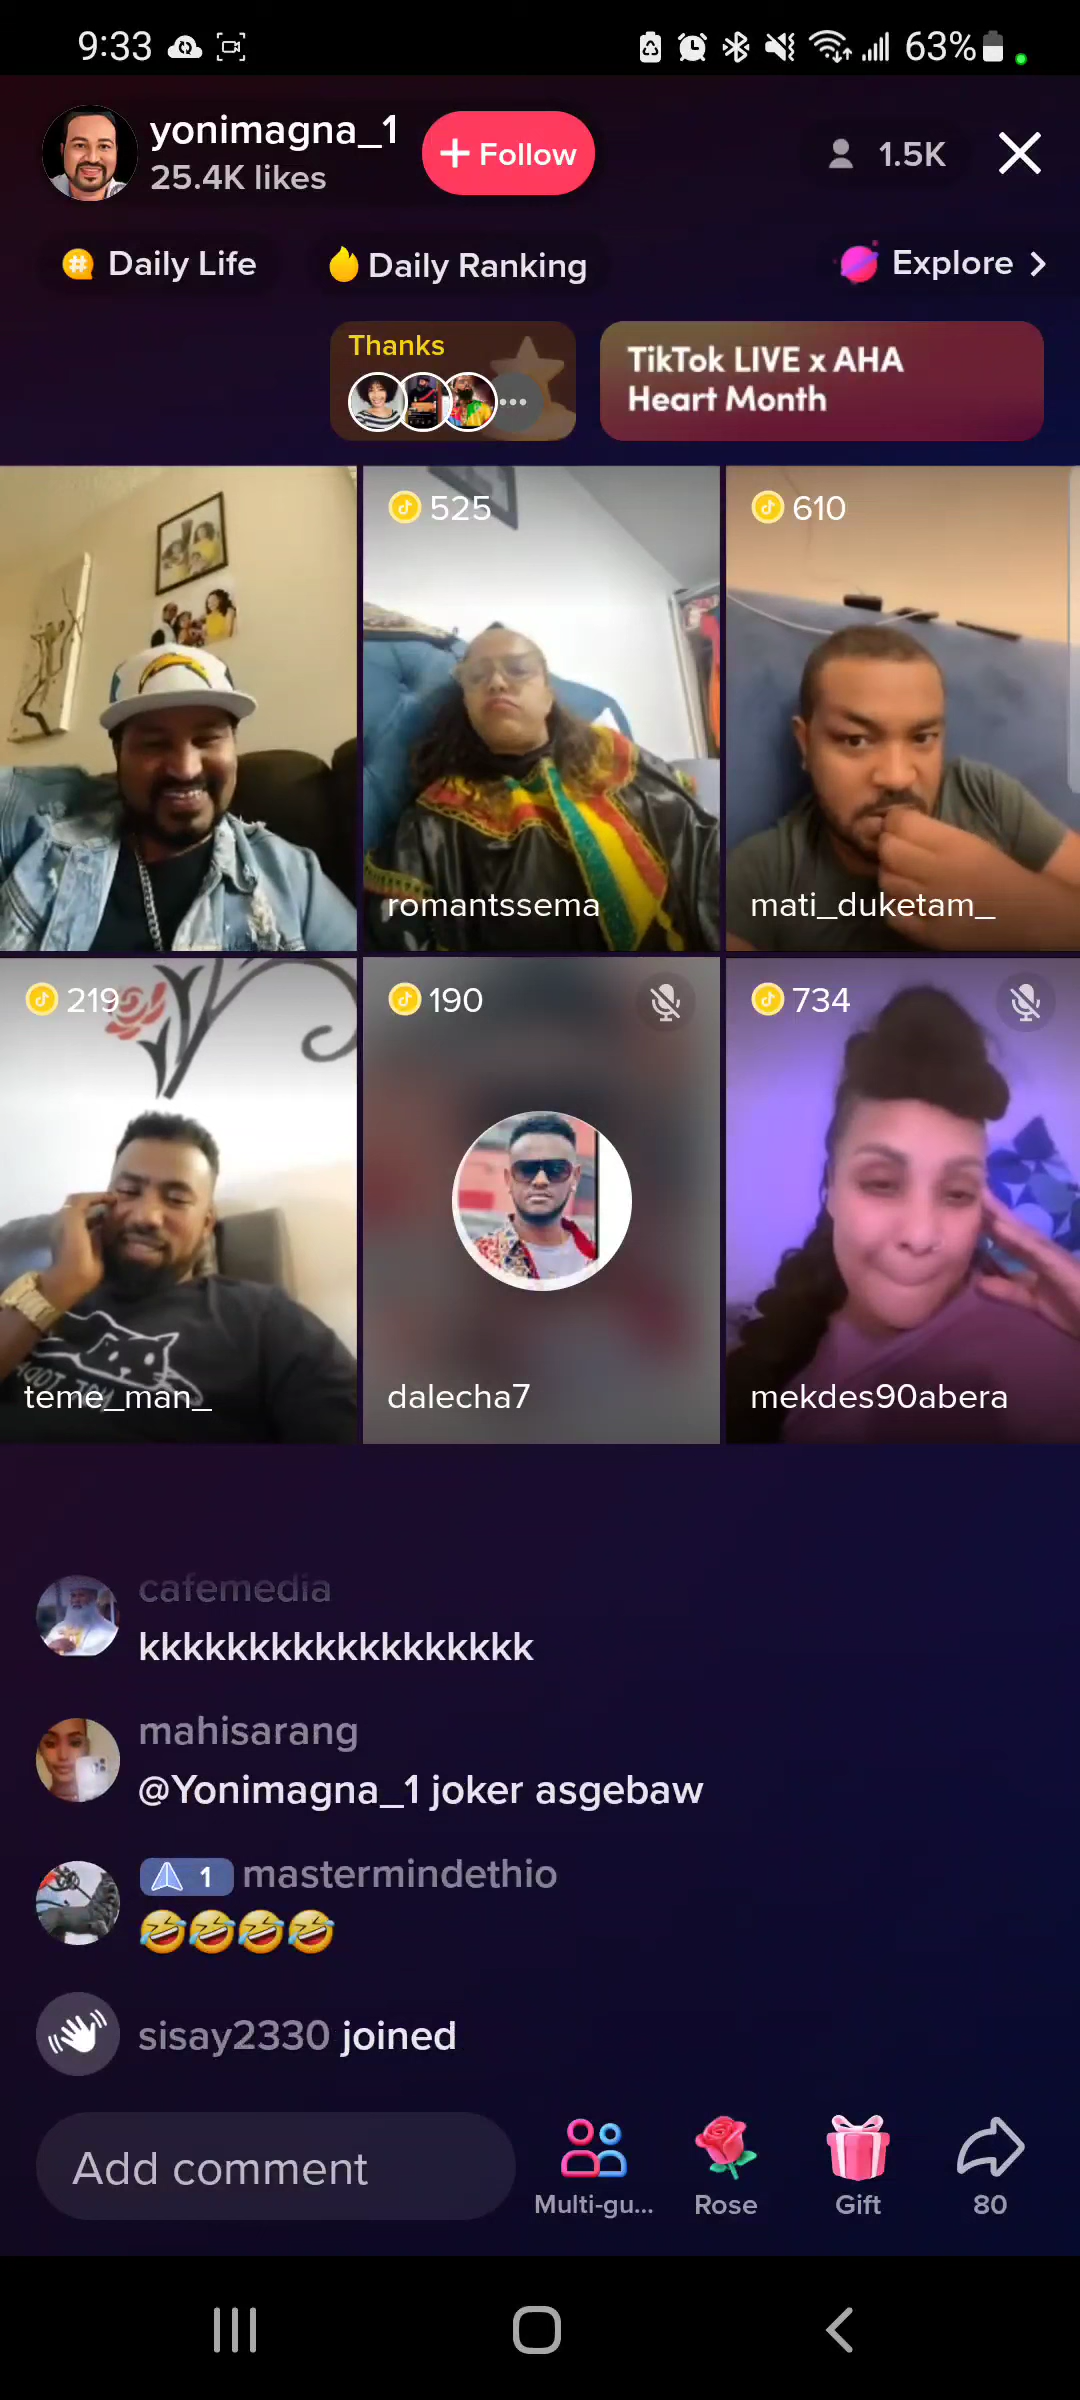 9:33
63%
yonimagna_1
25.4K likes
+ Follow
1.5K
Daily Life
Daily Ranking
Explore
Thanks
TikTok LIVE x AHA
Heart Month
525
610
romantssema
mati_duketam_
219
190
734
teme_man_
dalecha7
mekdes90abera
cafemedia
kkkkkkkkkkkkkkkkkk
mahisarang
@Yonimagna_1 joker asgebaw
1 mastermindethio
🤣🤣🤣🤣
sisay2330 joined
Add comment
Multi-gu...
Rose
Gift
80